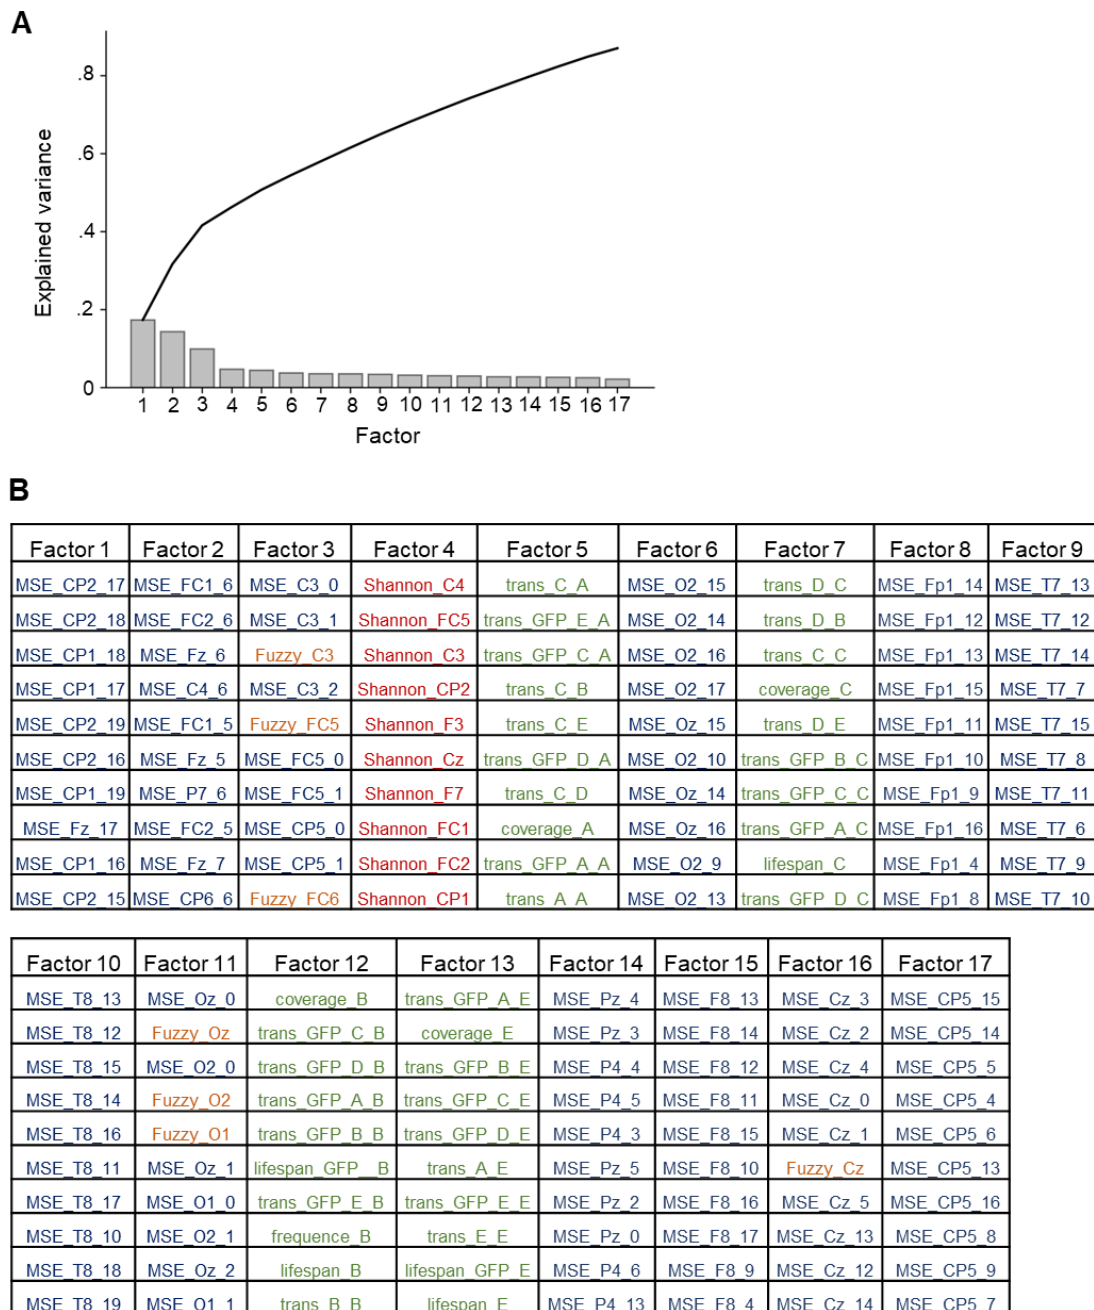 A
.8
.6
.4
.2
0
Explained variance
1 2 3 4 5 6 7 8 9 10 11 12 13 14 15 16 17
Factor
B
Factor 1 Factor 2 Factor 3 Factor 4 Factor 5 Factor 6 Factor 7 Factor 8 Factor 9
MSE_CP2_17 MSE_FC1_6 MSE_C3_0 Shannon_C4 trans_C_A MSE_O2_15 trans_D_C MSE_Fp1_14 MSE_T7_13
MSE_CP2_18 MSE_FC2_6 MSE_C3_1 Shannon_FC5 trans_GFP_E_A MSE_O2_14 trans_D_B MSE_Fp1_12 MSE_T7_12
MSE_CP1_18 MSE_Fz_6 Fuzzy_C3 Shannon_C3 trans_GFP_C_A MSE_O2_16 trans_C_C MSE_Fp1_13 MSE_T7_14
MSE_CP1_17 MSE_C4_6 MSE_C3_2 Shannon_CP2 trans_C_B MSE_O2_17 coverage_C MSE_Fp1_15 MSE_T7_7
MSE_CP2_19 MSE_FC1_5 Fuzzy_FC5 Shannon_F3 trans_C_E MSE_Oz_15 trans_D_E MSE_Fp1_11 MSE_T7_15
MSE_CP2_16 MSE_Fz_5 MSE_FC5_0 Shannon_Cz trans_GFP_D_A MSE_O2_10 trans_GFP_B_C MSE_Fp1_10 MSE_T7_8
MSE_CP1_19 MSE_P7_6 MSE_FC5_1 Shannon_F7 trans_C_D MSE_Oz_14 trans_GFP_C_C MSE_Fp1_9 MSE_T7_11
MSE_Fz_17 MSE_FC2_5 MSE_CP5_0 Shannon_FC1 coverage_A MSE_Oz_16 trans_GFP_A_C MSE_Fp1_16 MSE_T7_6
MSE_CP1_16 MSE_Fz_7 MSE_CP5_1 Shannon_FC2 trans_GFP_A_A MSE_O2_9 lifespan_C MSE_Fp1_4 MSE_T7_9
MSE_CP2_15 MSE_CP6_6 Fuzzy_FC6 Shannon_CP1 trans_A_A MSE_O2_13 trans_GFP_D_C MSE_Fp1_8 MSE_T7_10
Factor 10 Factor 11 Factor 12 Factor 13 Factor 14 Factor 15 Factor 16 Factor 17
MSE_T8_13 MSE_Oz_0 coverage_B trans_GFP_A_E MSE_Pz_4 MSE_F8_13 MSE_Cz_3 MSE_CP5_15
MSE_T8_12 Fuzzy_Oz trans_GFP_C_B coverage_E MSE_Pz_3 MSE_F8_14 MSE_Cz_2 MSE_CP5_14
MSE_T8_15 MSE_O2_0 trans_GFP_D_B trans_GFP_B_E MSE_P4_4 MSE_F8_12 MSE_Cz_4 MSE_CP5_5
MSE_T8_14 Fuzzy_O2 trans_GFP_A_B trans_GFP_C_E MSE_P4_5 MSE_F8_11 MSE_Cz_0 MSE_CP5_4
MSE_T8_16 Fuzzy_O1 trans_GFP_B_B trans_GFP_D_E MSE_P4_3 MSE_F8_15 MSE_Cz_1 MSE_CP5_6
MSE_T8_11 MSE_Oz_1 lifespan_GFP__B trans_A_E MSE_Pz_5 MSE_F8_10 Fuzzy_Cz MSE_CP5_13
MSE_T8_17 MSE_O1_0 trans_GFP_E_B trans_GFP_E_E MSE_Pz_2 MSE_F8_16 MSE_Cz_5 MSE_CP5_16
MSE_T8_10 MSE_O2_1 frequence_B trans_E_E MSE_Pz_0 MSE_F8_17 MSE_Cz_13 MSE_CP5_8
MSE_T8_18 MSE_Oz_2 lifespan_B lifespan_GFP_E MSE_P4_6 MSE_F8_9 MSE_Cz_12 MSE_CP5_9
MSE_T8_19 MSE_O1_1 trans_B_B lifespan_E MSE_P4_13 MSE_F8_4 MSE_Cz_14 MSE_CP5_7